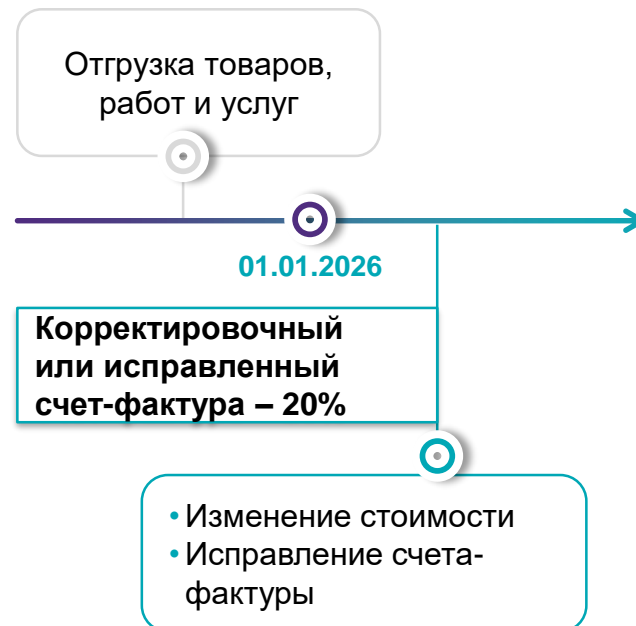 Отгрузка товаров,
работ и услуг
01.01.2026
Корректировочный
или исправленный
счет-фактура – 20%
• Изменение стоимости
• Исправление счета-
фактуры